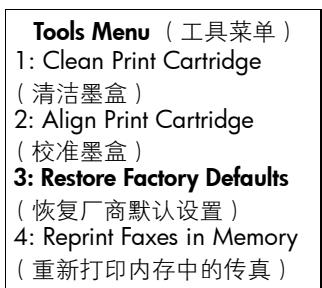 Tools Menu（工具菜单）
1: Clean Print Cartridge
（清洁墨盒）
2: Align Print Cartridge
（校准墨盒）
3: Restore Factory Defaults
（恢复厂商默认设置）
4: Reprint Faxes in Memory
（重新打印内存中的传真）